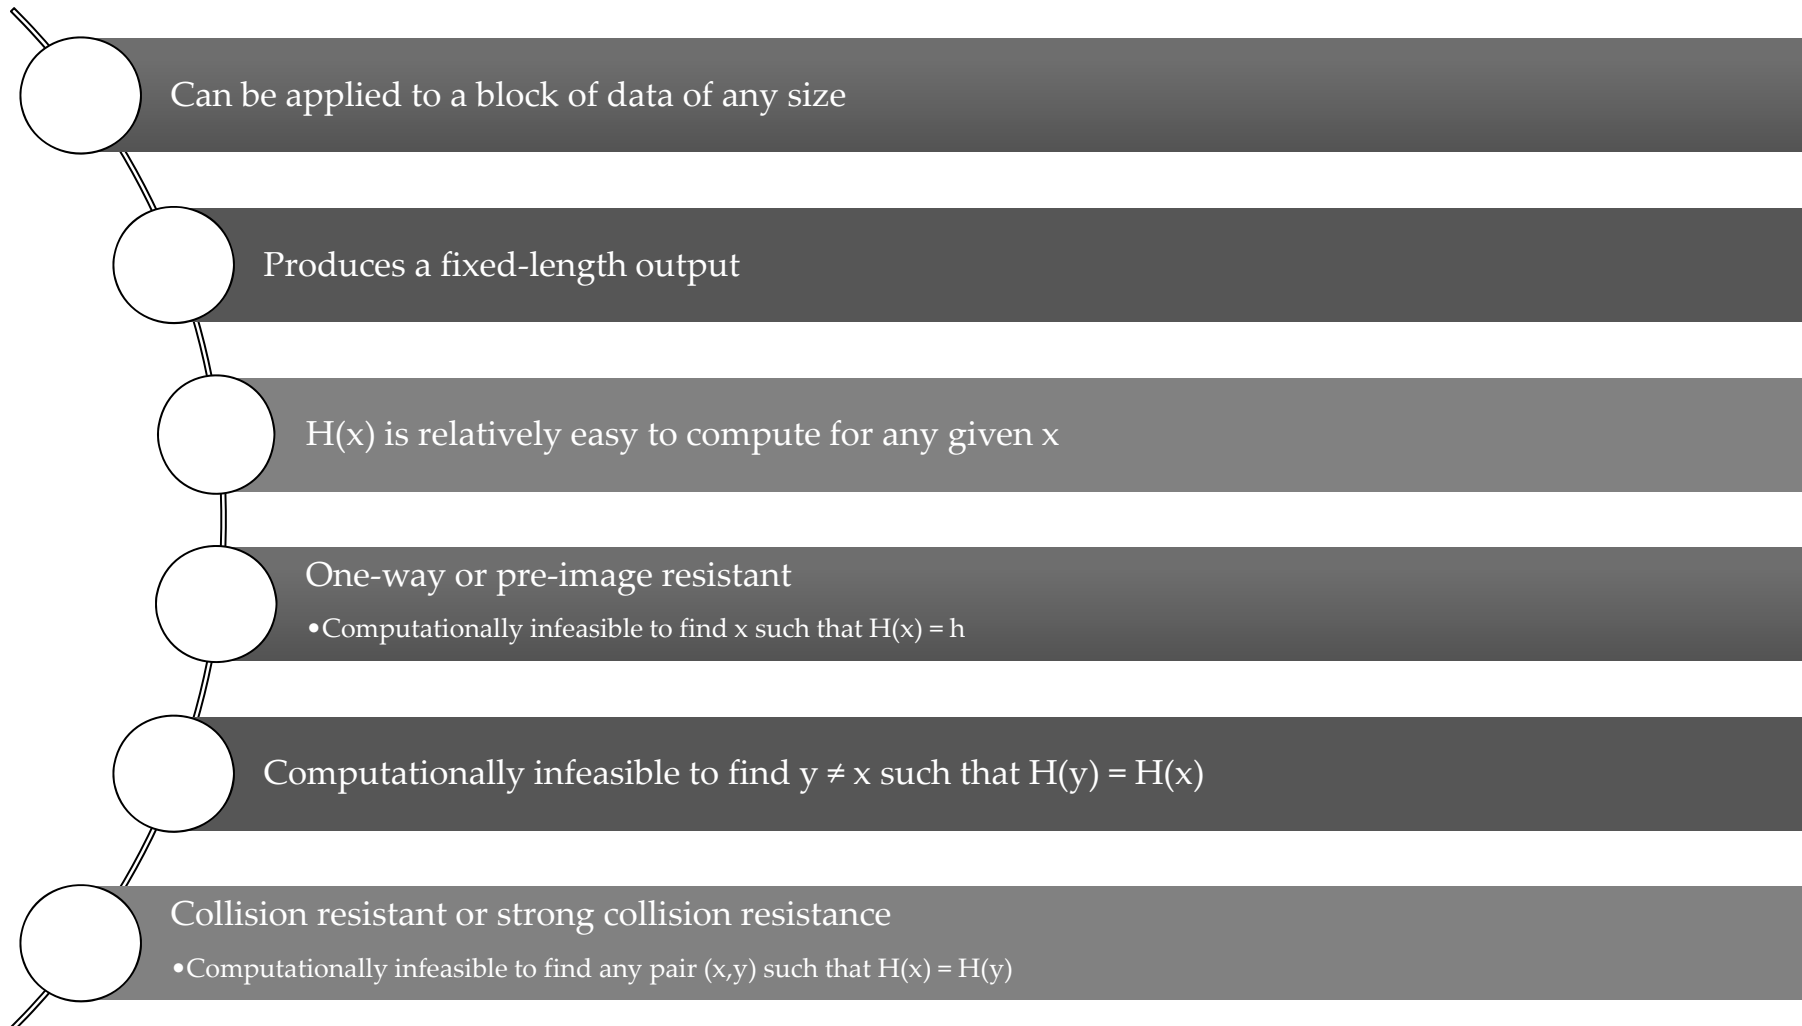 Can be applied to a block of data of any size
Produces a fixed-length output
H(x) is relatively easy to compute for any given x
One-way or pre-image resistant
•Computationally infeasible to find x such that H(x) = h
Computationally infeasible to find y ≠ x such that H(y) = H(x)
Collision resistant or strong collision resistance
•Computationally infeasible to find any pair (x,y) such that H(x) = H(y)